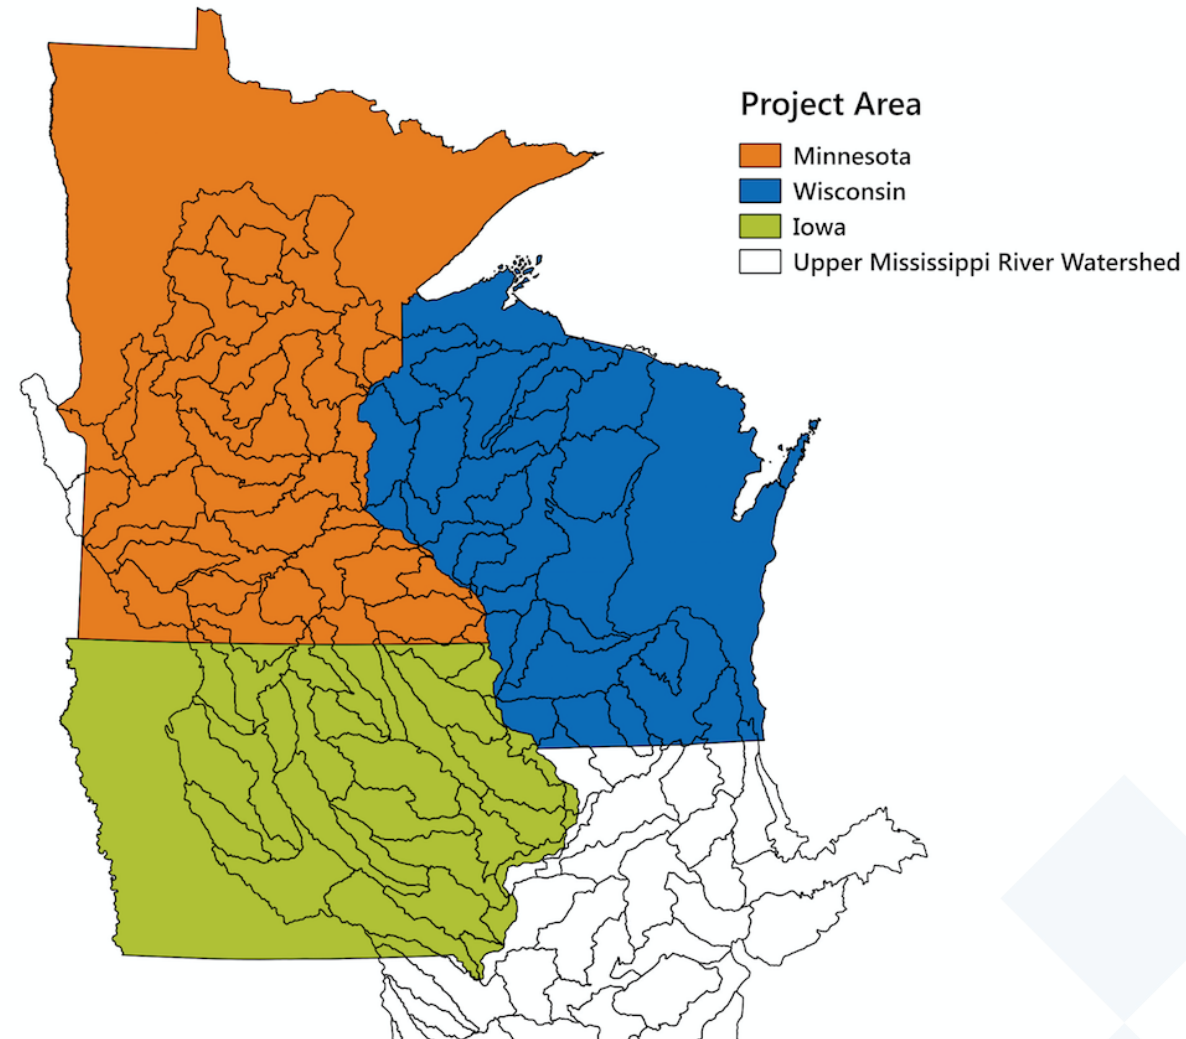 Project Area
Minnesota
Wisconsin
Iowa
Upper Mississippi River Watershed